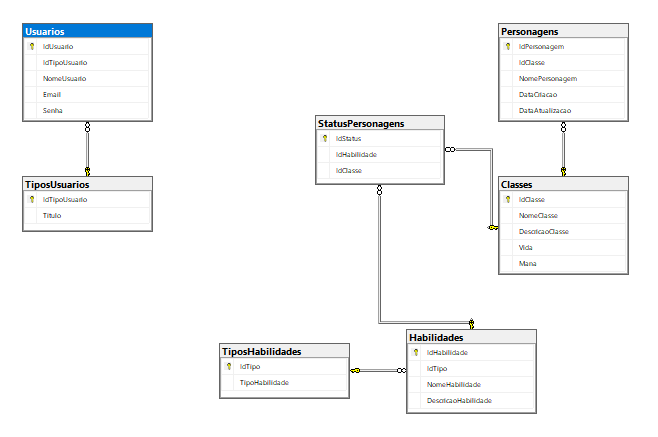 Usuarios
IdUsuario
IdTipoUsuario
NomeUsuario
Email
Senha
TiposUsuarios
IdTipoUsuario
Titulo
StatusPersonagens
IdStatus
IdHabilidade
IdClasse
Personagens
IdPersonagem
IdClasse
NomePersonagem
DataCriacao
DataAtualizacao
Classes
IdClasse
NomeClasse
DescricaoClasse
Vida
Mana
TiposHabilidades
IdTipo
TipoHabilidade
Habilidades
IdHabilidade
IdTipo
NomeHabilidade
DescricaoHabilidade